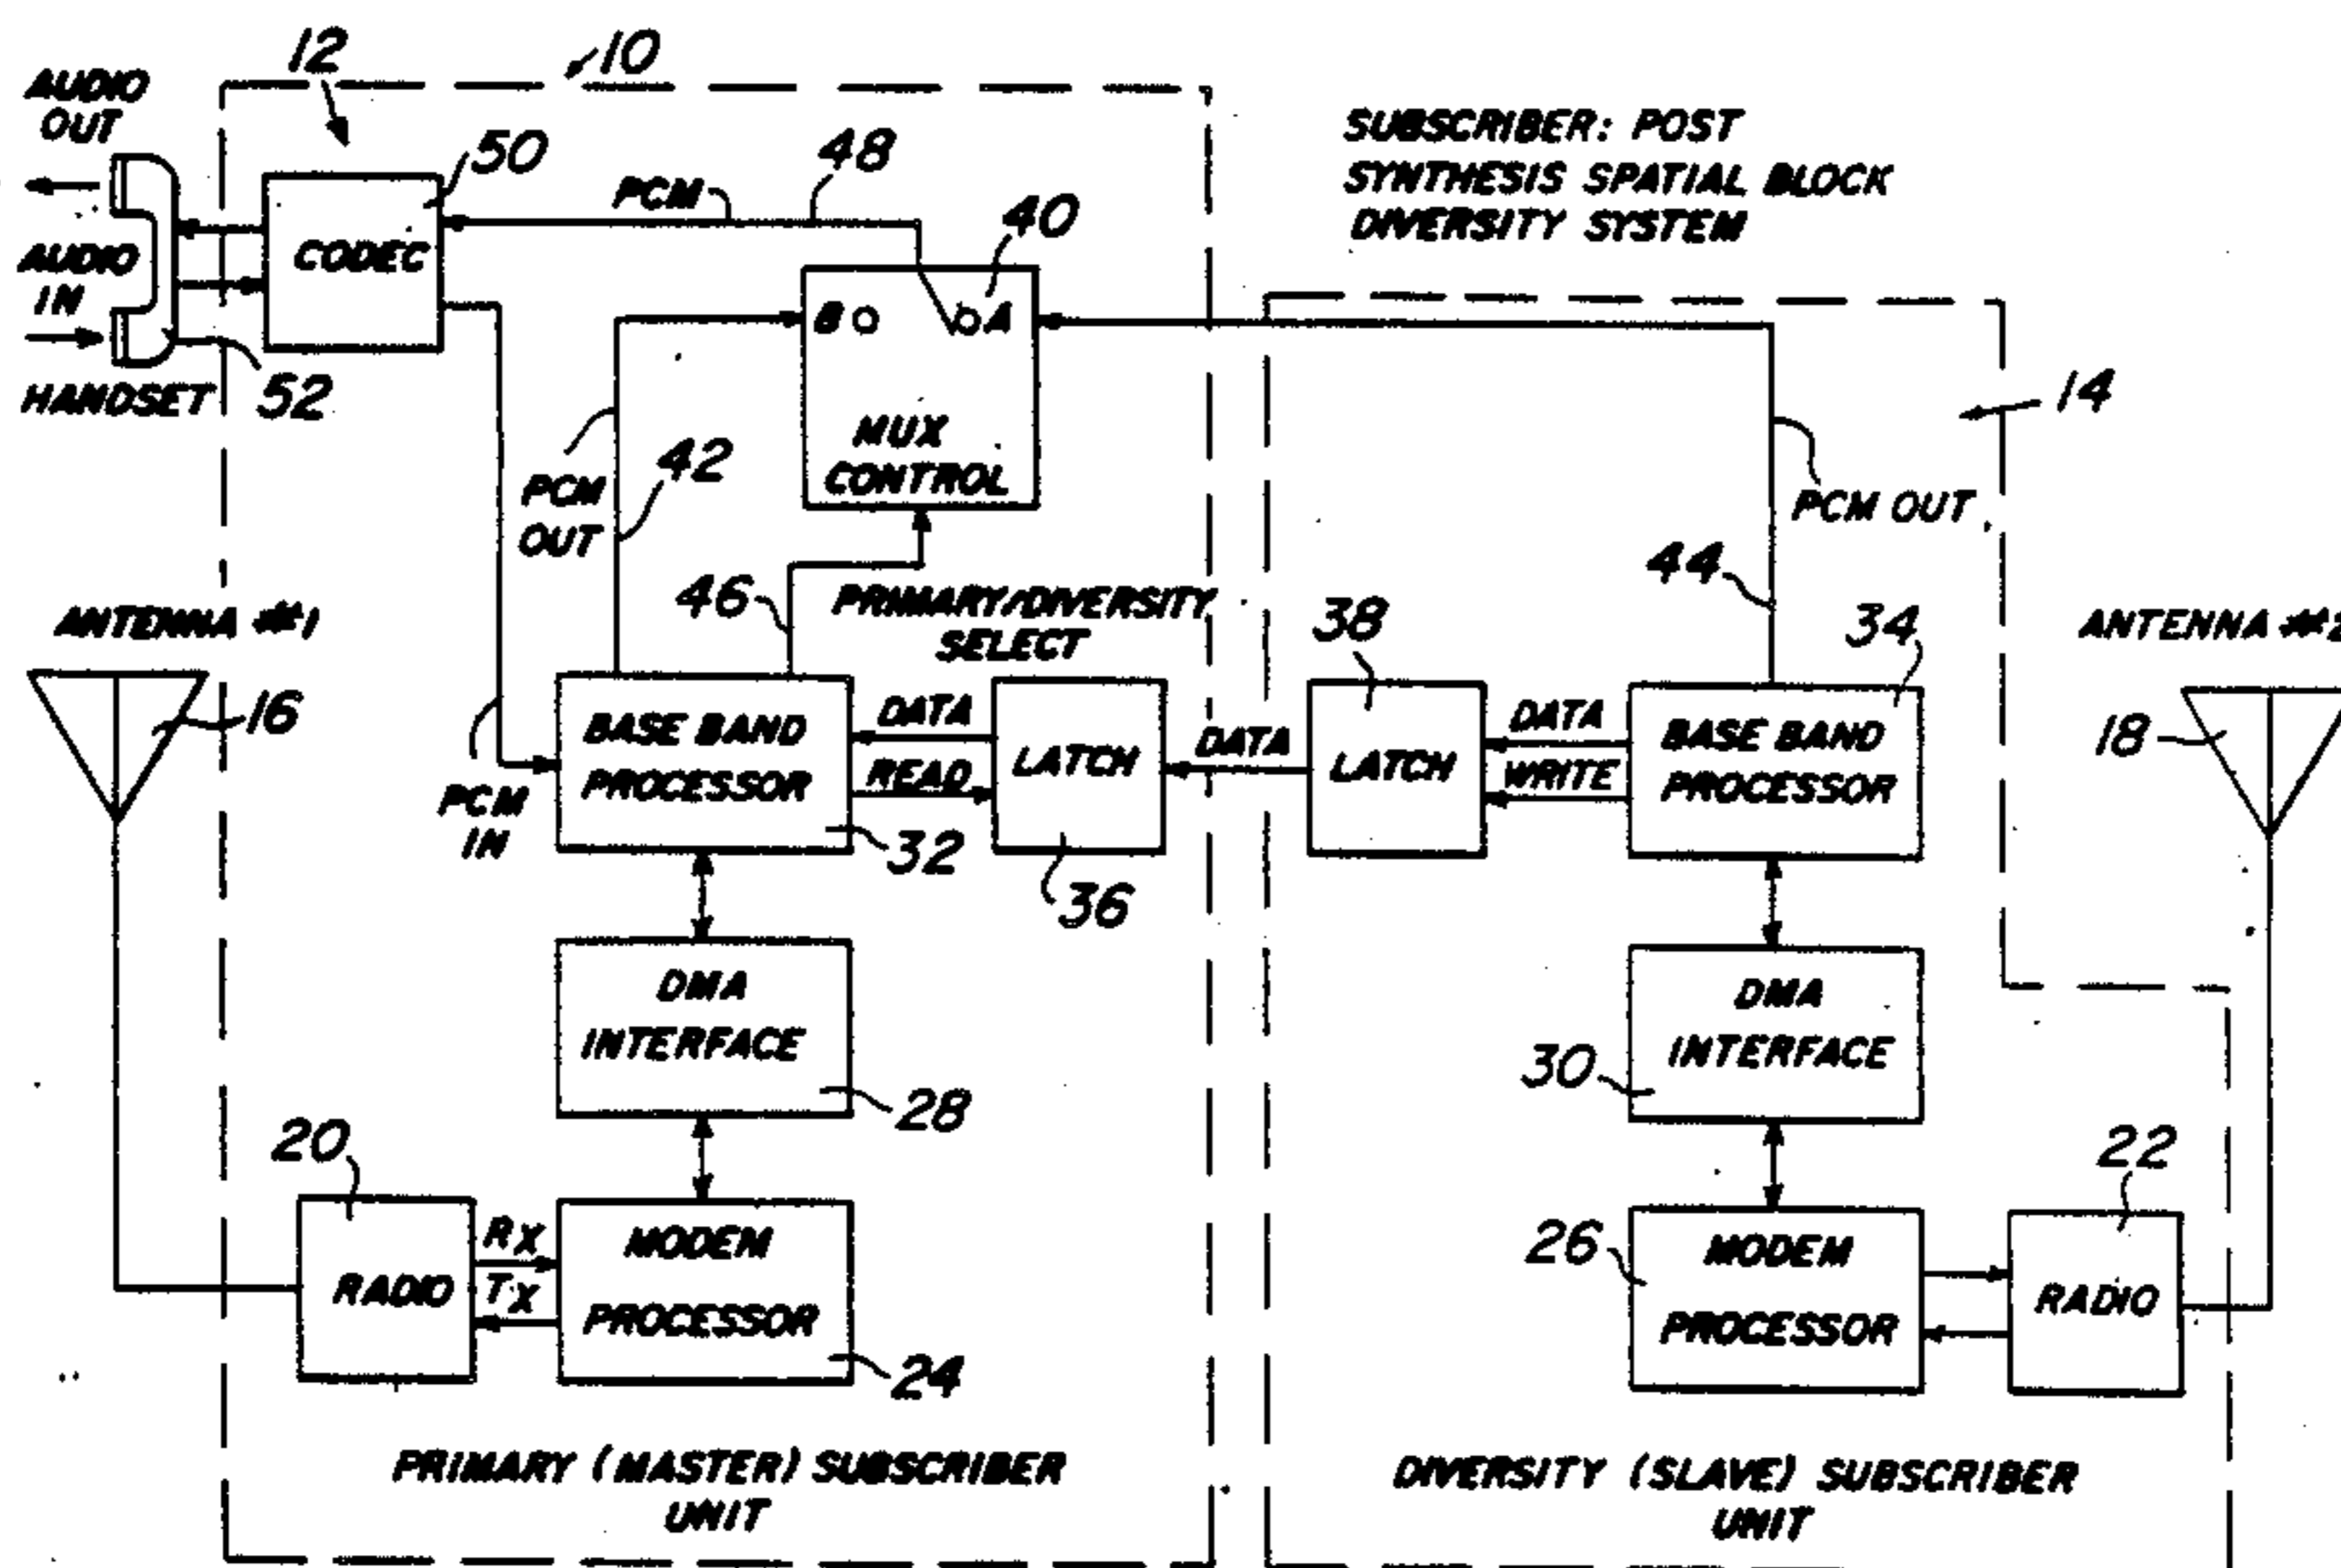 12
10
AUDIO
OUT
50
48
SUBSCRIBER: POST
SYNTHESIS SPATIAL BLOCK
DIVERSITY SYSTEM
PCM
40
CODEC
AUDIO
IN
B
A
HANDSET
52
14
MUX
CONTROL
42
PCM
OUT
PCM OUT
44
46
PRIMARY/DIVERSITY
SELECT
38
34
ANTENNA #1
ANTENNA #2
16
18
BASE BAND
PROCESSOR
DATA
READ
LATCH
DATA
LATCH
DATA
WRITE
BASE BAND
PROCESSOR
PCM
IN
32
36
DMA
INTERFACE
28
DMA
INTERFACE
30
20
22
RADIO
RX
TX
MODEM
PROCESSOR
24
26
MODEM
PROCESSOR
RADIO
PRIMARY (MASTER) SUBSCRIBER
UNIT
DIVERSITY (SLAVE) SUBSCRIBER
UNIT